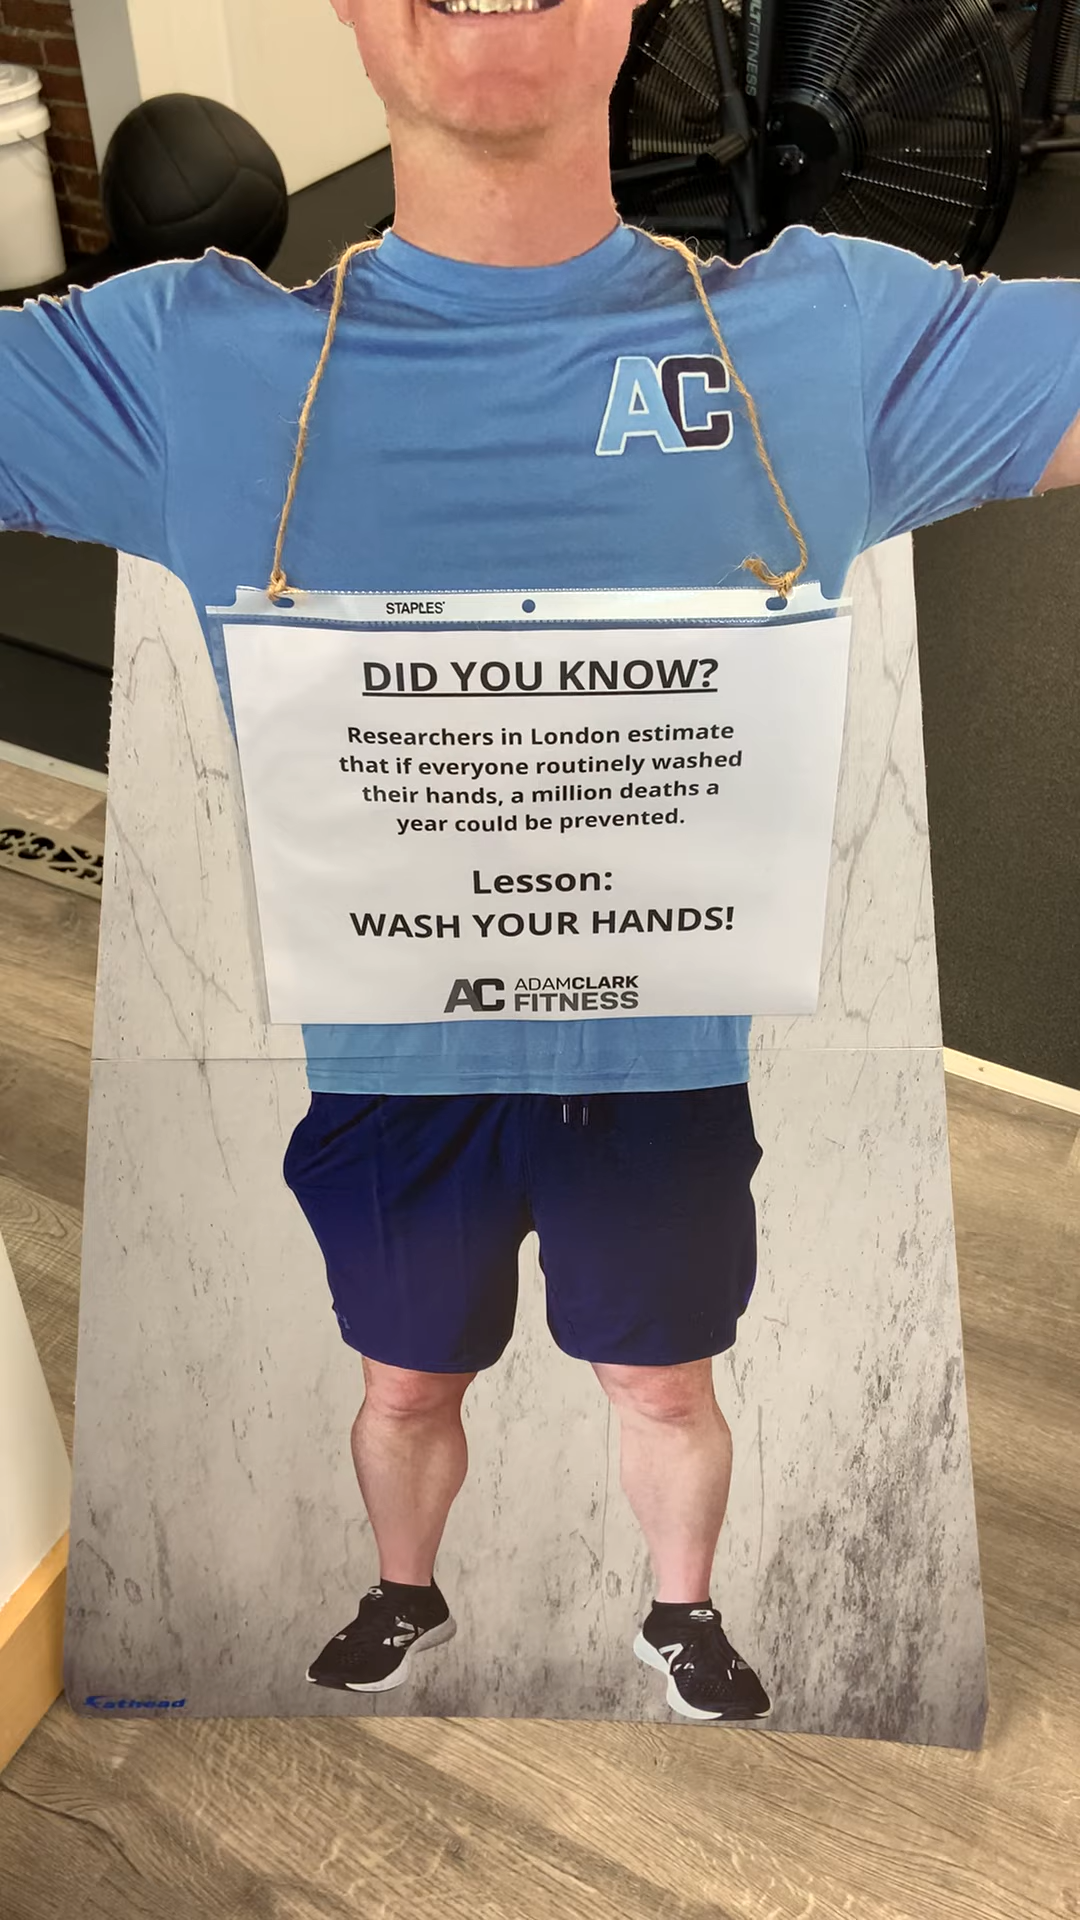 LTFITNESS
AC
STAPLES
DID YOU KNOW?
Researchers in London estimate
that if everyone routinely washed
their hands, a million deaths a
year could be prevented.
Lesson:
WASH YOUR HANDS!
AC ADAMCLARK
FITNESS
Fathead